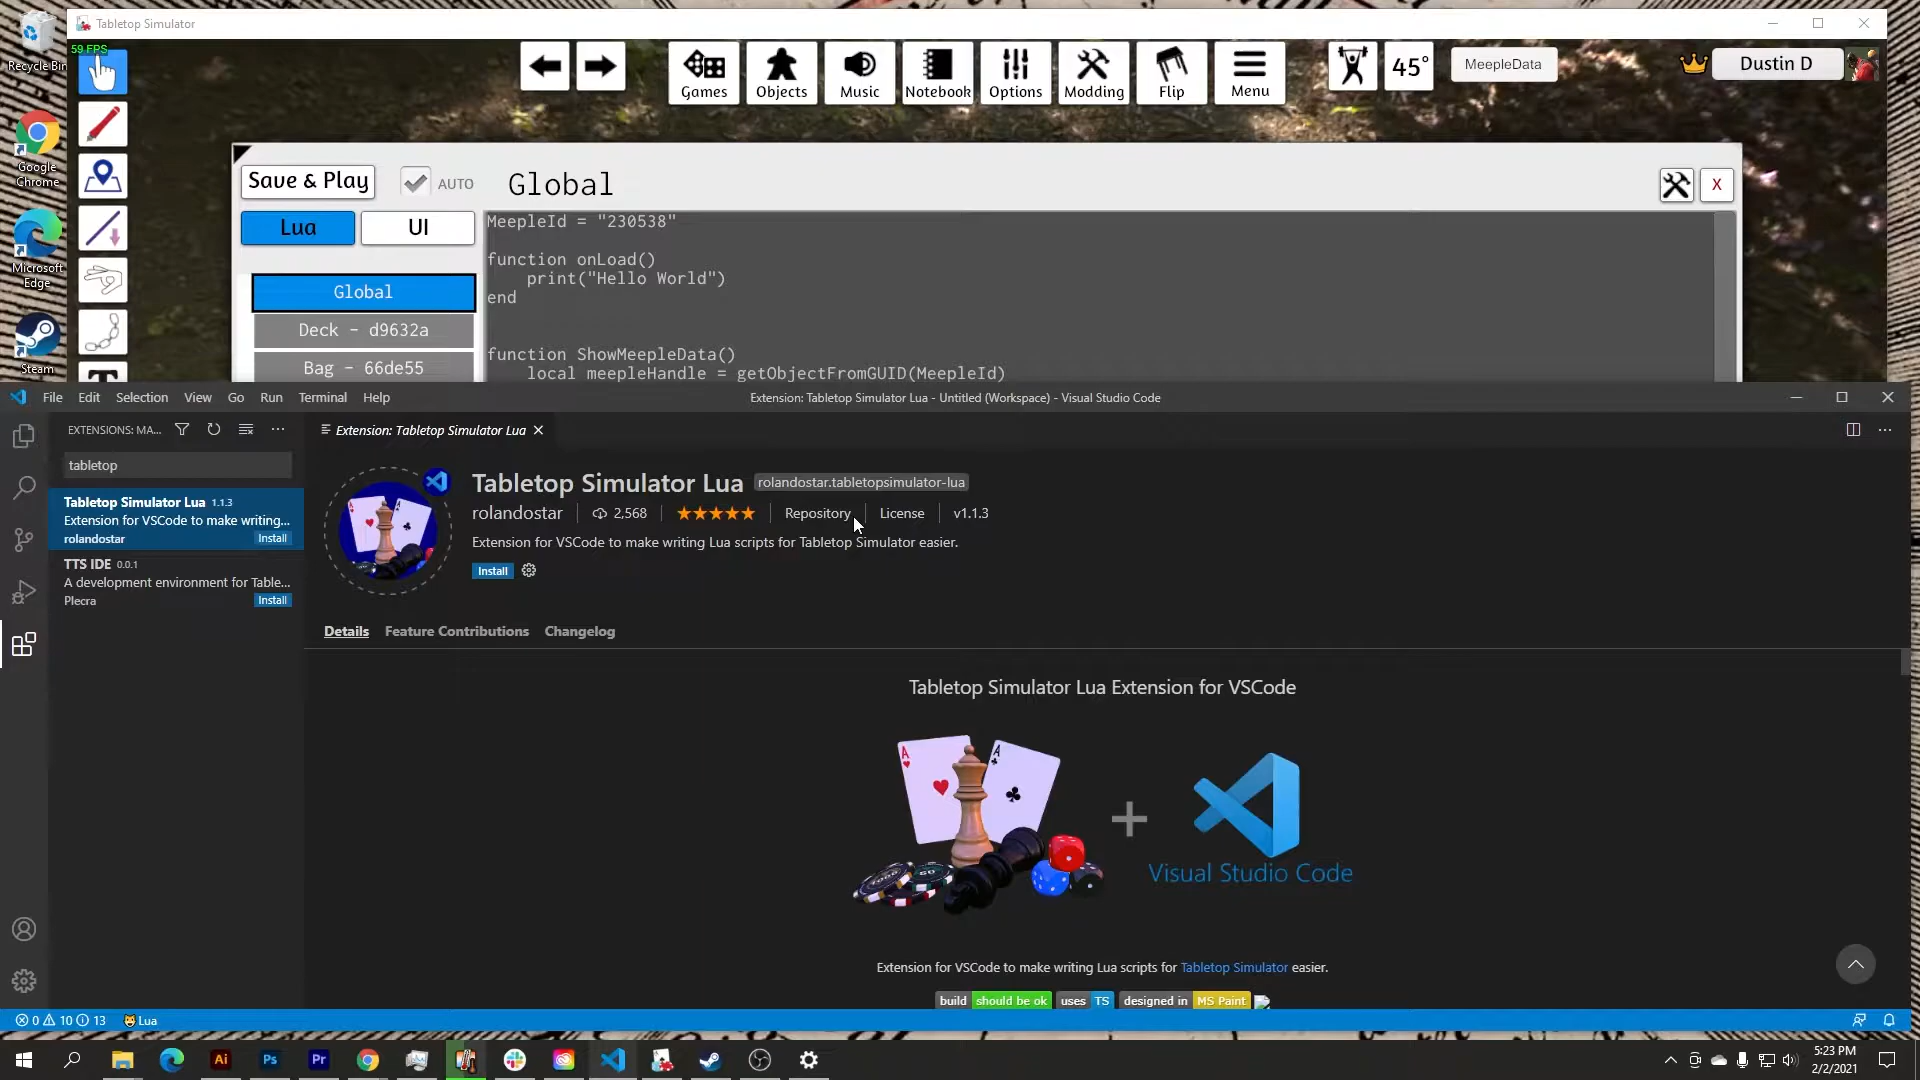 Tabletop Simulator
59 FPS
Recycle Bin
Google
Chrome
Microsoft
Edge
Steam
Games
Objects
Music
Notebook
Options
Modding
Flip
Menu
45°
MeepleData
Dustin D
Save & Play
AUTO
Global
X
Lua
UI
Global
Deck - d9632a
Bag - 66de55
MeepleId = "230538"
function onLoad()
print("Hello World")
end
function ShowMeepleData()
local meepleHandle = getObjectFromGUID(MeepleId)
File Edit Selection View Go Run Terminal Help
Extension: Tabletop Simulator Lua - Untitled (Workspace) - Visual Studio Code
EXTENSIONS: MA...
Extension: Tabletop Simulator Lua
tabletop
Tabletop Simulator Lua 1.1.3
Extension for VSCode to make writing...
rolandostar
Install
TTS IDE 0.0.1
A development environment for Table...
Plecra
Install
Tabletop Simulator Lua rolandostar.tabletopsimulator-lua
rolandostar 2,568 Repository License v1.1.3
Extension for VSCode to make writing Lua scripts for Tabletop Simulator easier.
Install
Details Feature Contributions Changelog
Tabletop Simulator Lua Extension for VSCode
A
A
Visual Studio Code
Extension for VSCode to make writing Lua scripts for Tabletop Simulator easier.
build should be ok uses TS designed in MS Paint
0 10 13 Lua
Ai
Ps
Pr
5:23 PM
2/2/2021